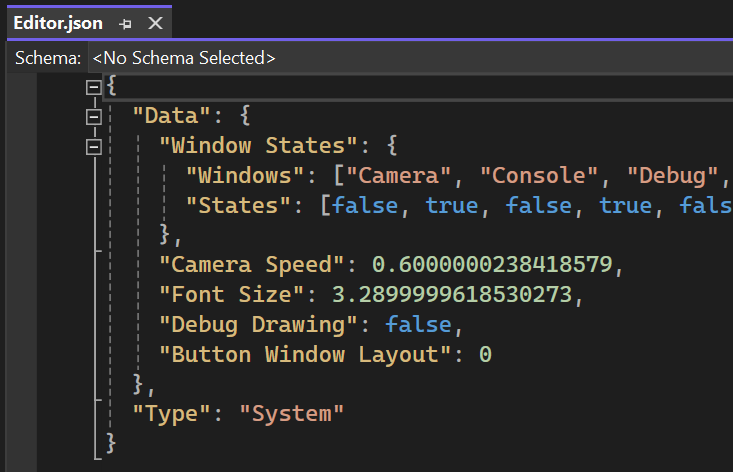 Editor.json
Schema: <No Schema Selected>
{
"Data": {
"Window States": {
"Windows": ["Camera", "Console", "Debug",
"States": [false, true, false, true, fals
},
"Camera Speed": 0.6000000238418579,
"Font Size": 3.2899999618530273,
"Debug Drawing": false,
"Button Window Layout": 0
},
"Type": "System"
}